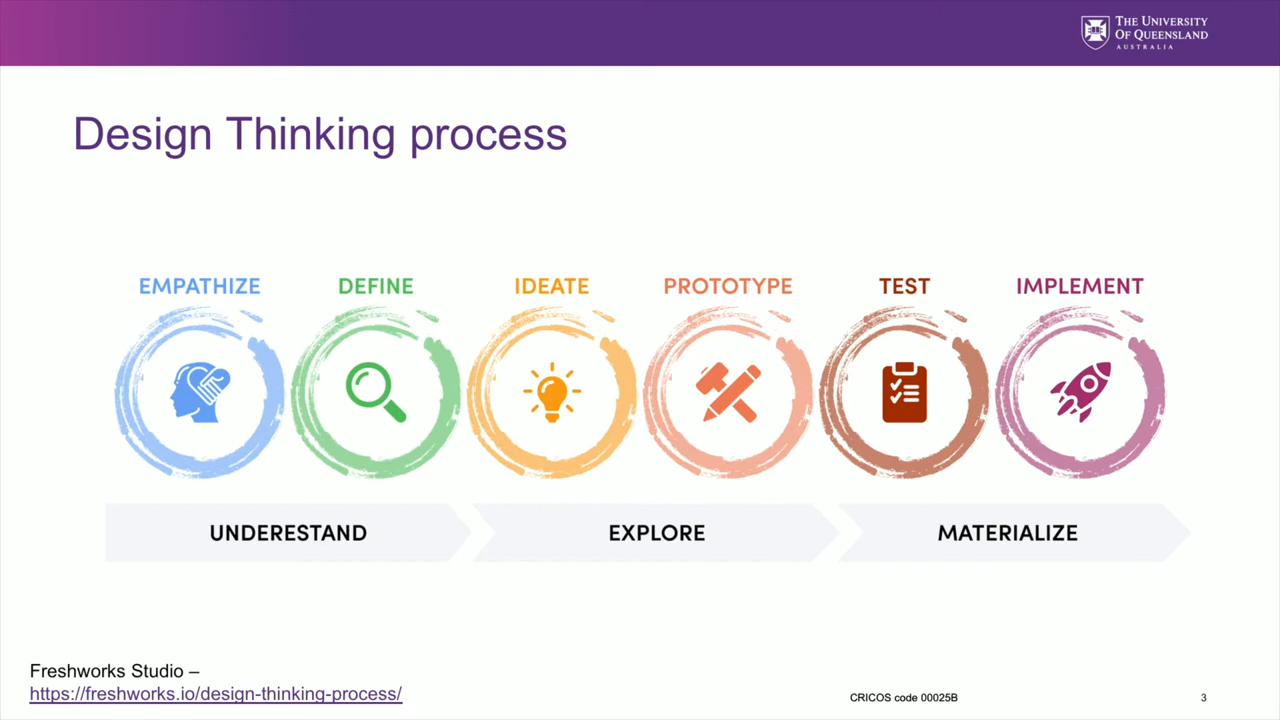 THE UNIVERSITY
OF QUEENSLAND
AUSTRALIA
Design Thinking process
EMPATHIZE DEFINE IDEATE PROTOTYPE TEST IMPLEMENT
UNDERESTAND EXPLORE MATERIALIZE
Freshworks Studio –
https://freshworks.io/design-thinking-process/
CRICOS code 00025B 3